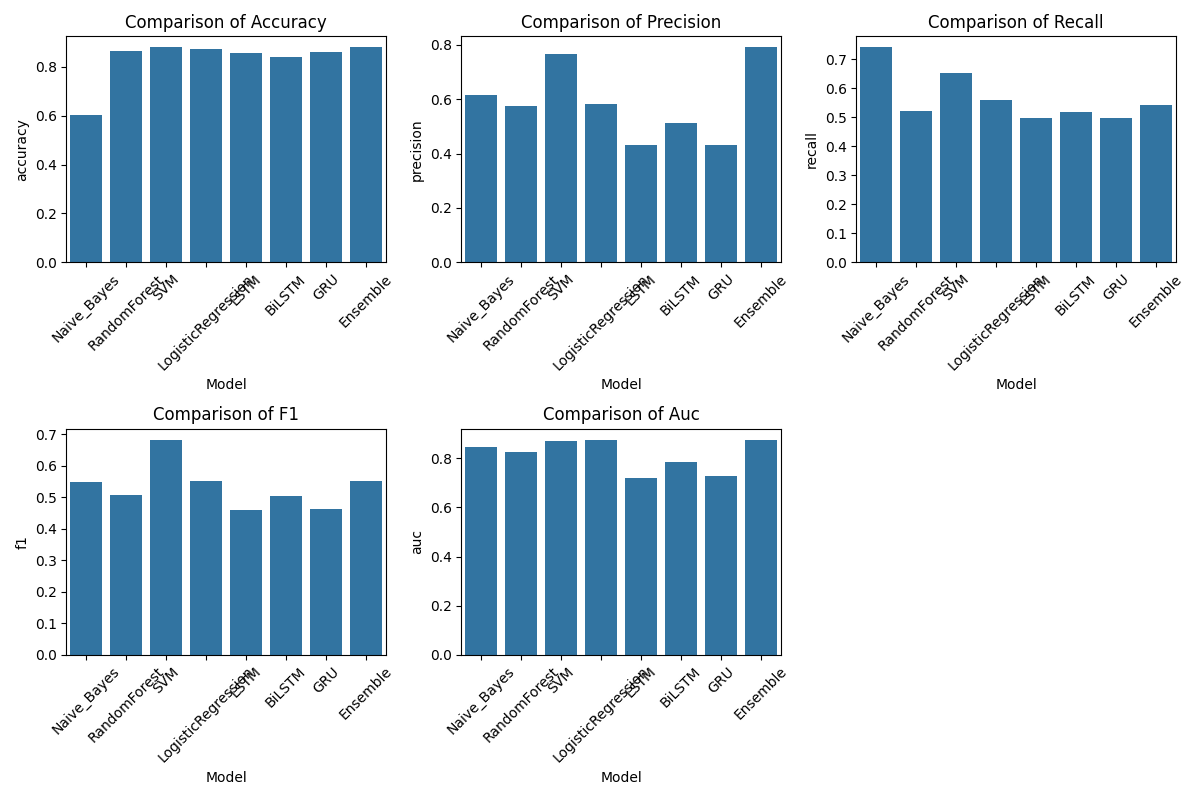 Comparison of Accuracy
accuracy
0.8
0.6
0.4
0.2
0.0
Naive_Bayes
RandomForest
SVM
LogisticRegression
LSTM
BiLSTM
GRU
Ensemble
Model
Comparison of Precision
precision
0.8
0.6
0.4
0.2
0.0
Naive_Bayes
RandomForest
SVM
LogisticRegression
LSTM
BiLSTM
GRU
Ensemble
Model
Comparison of Recall
recall
0.7
0.6
0.5
0.4
0.3
0.2
0.1
0.0
Naive_Bayes
RandomForest
SVM
LogisticRegression
LSTM
BiLSTM
GRU
Ensemble
Model
Comparison of F1
f1
0.7
0.6
0.5
0.4
0.3
0.2
0.1
0.0
Naive_Bayes
RandomForest
SVM
LogisticRegression
LSTM
BiLSTM
GRU
Ensemble
Model
Comparison of Auc
auc
0.8
0.6
0.4
0.2
0.0
Naive_Bayes
RandomForest
SVM
LogisticRegression
LSTM
BiLSTM
GRU
Ensemble
Model